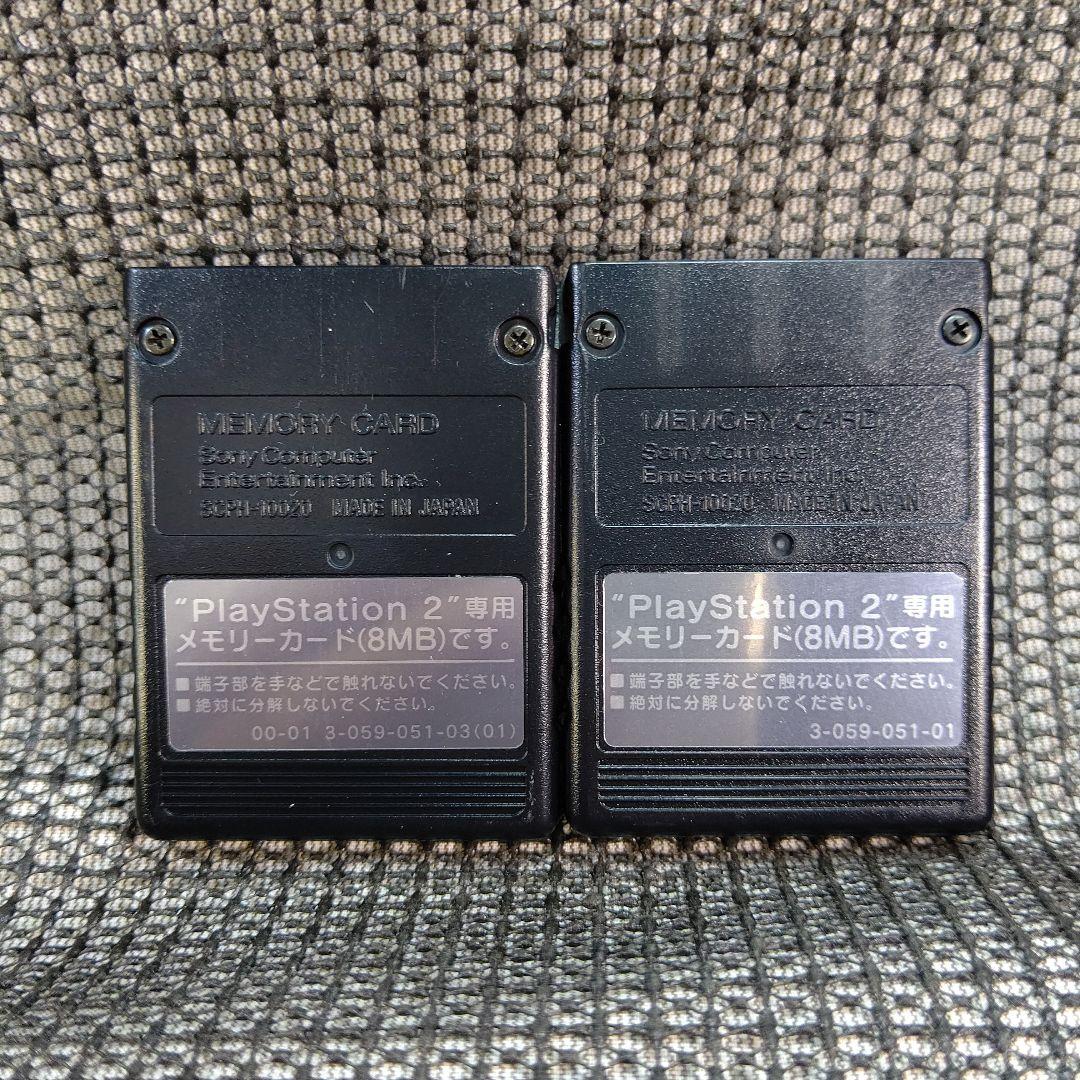 MEMORY CARD
Sony Computer
Entertainment Inc.
SCPH-10020 MADE IN JAPAN
“PlayStation 2”専用
メモリーカード(8MB)です。
■端子部を手などで触れないでください。
■絶対に分解しないでください。
00-01 3-059-051-03(01)
MEMORY CARD
Sony Computer
Entertainment Inc.
SCPH-10020 MADE IN JAPAN
“PlayStation 2”専用
メモリーカード(8MB)です。
■端子部を手などで触れないでください。
■絶対に分解しないでください。
3-059-051-01